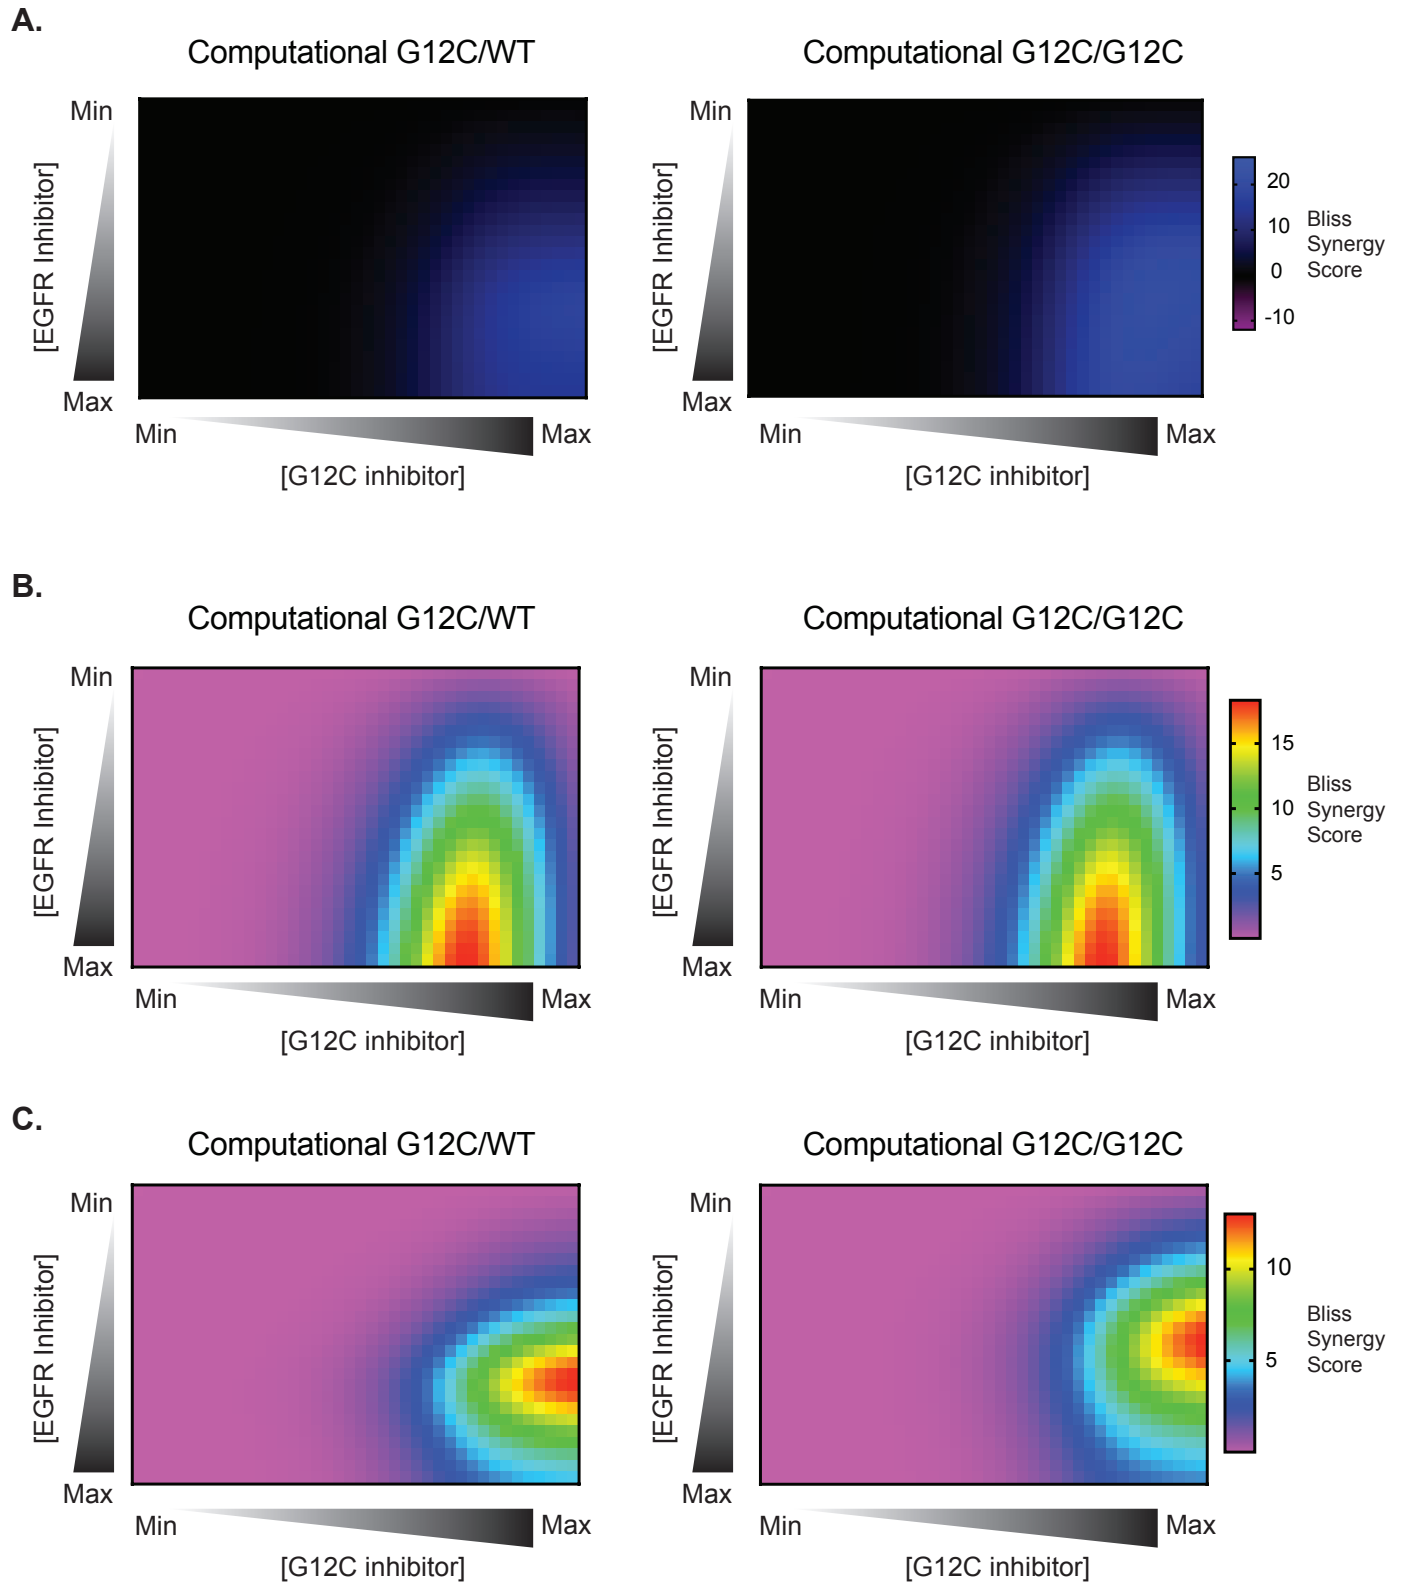 A.
Computational G12C/WT
Computational G12C/G12C
Min
[EGFR Inhibitor]
Max
Min
Max
[G12C inhibitor]
Min
[EGFR Inhibitor]
Max
Min
Max
[G12C inhibitor]
20
10
0
-10
Bliss
Synergy
Score
B.
Computational G12C/WT
Computational G12C/G12C
Min
[EGFR Inhibitor]
Max
Min
Max
[G12C inhibitor]
Min
[EGFR Inhibitor]
Max
Min
Max
[G12C inhibitor]
15
10
5
Bliss
Synergy
Score
C.
Computational G12C/WT
Computational G12C/G12C
Min
[EGFR Inhibitor]
Max
Min
Max
[G12C inhibitor]
Min
[EGFR Inhibitor]
Max
Min
Max
[G12C inhibitor]
10
5
Bliss
Synergy
Score